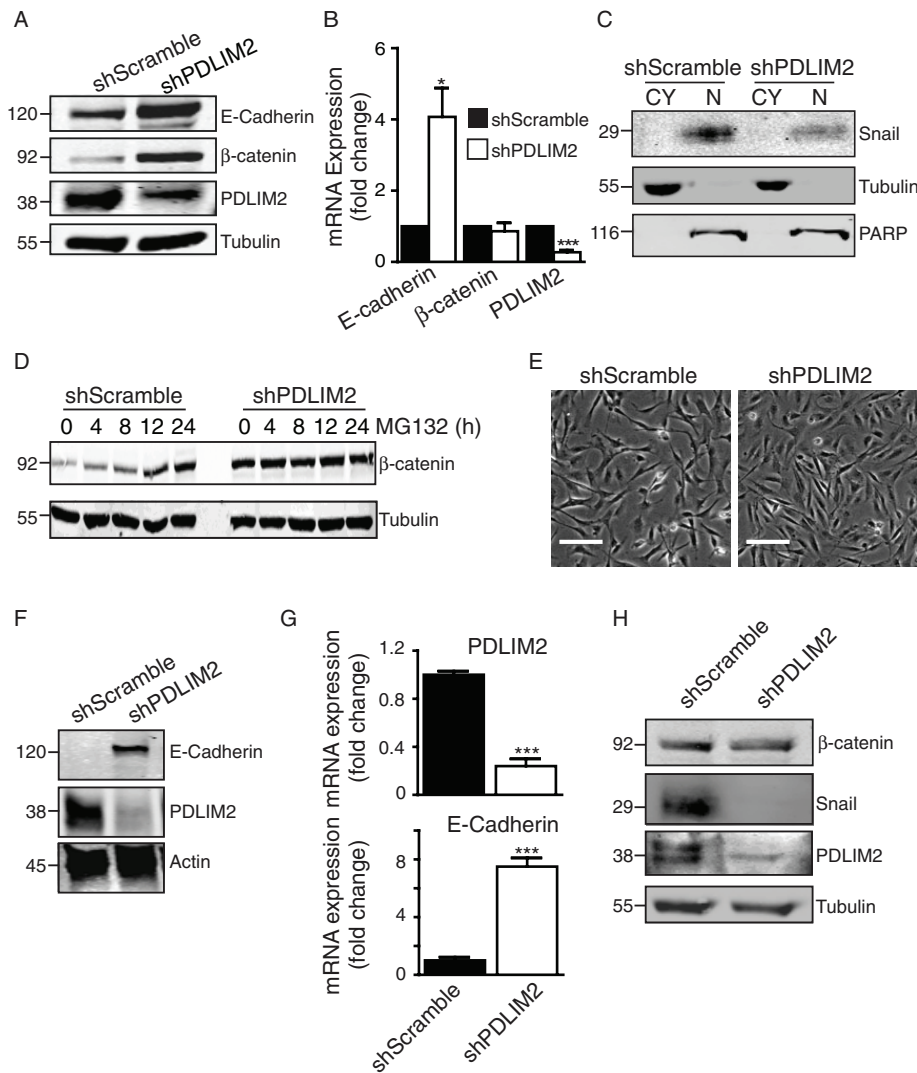 A
shScramble
shPDLIM2
120
E-Cadherin
92
β-catenin
38
PDLIM2
55
Tubulin
B
mRNA Expression
(fold change)
6
4
2
0
*
***
shScramble
shPDLIM2
E-cadherin
β-catenin
PDLIM2
C
shScramble shPDLIM2
CY N CY N
29
Snail
55
Tubulin
116
PARP
D
shScramble shPDLIM2
0 4 8 12 24 0 4 8 12 24 MG132 (h)
92
β-catenin
55
Tubulin
E
shScramble shPDLIM2
F
shScramble
shPDLIM2
120
E-Cadherin
38
PDLIM2
45
Actin
G
PDLIM2
mRNA expression
(fold change)
1.2
0.8
0.4
0
***
E-Cadherin
mRNA expression
(fold change)
8
4
0
***
shScramble
shPDLIM2
H
shScramble
shPDLIM2
92
β-catenin
29
Snail
38
PDLIM2
55
Tubulin